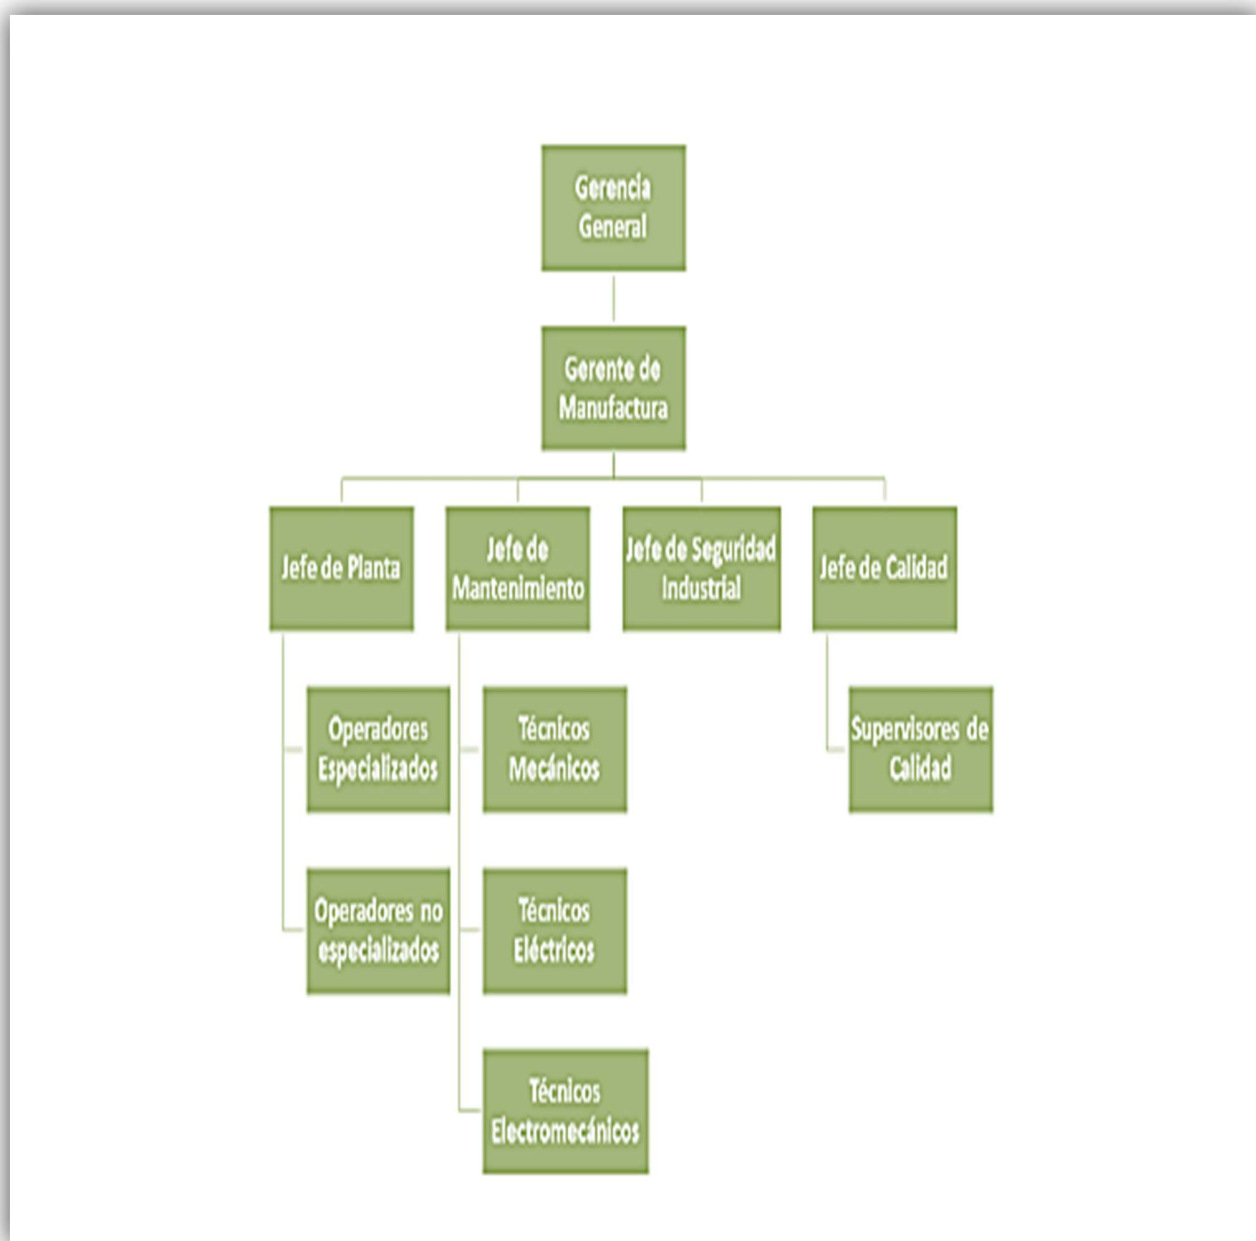 Gerencia
General
Gerente de
Manufactura
Jefe de Planta
Jefe de
Mantenimiento
Jefe de Seguridad
Industrial
Jefe de Calidad
Operadores
Especializados
Técnicos
Mecánicos
Supervisores de
Calidad
Operadores no
especializados
Técnicos
Eléctricos
Técnicos
Electromecánicos